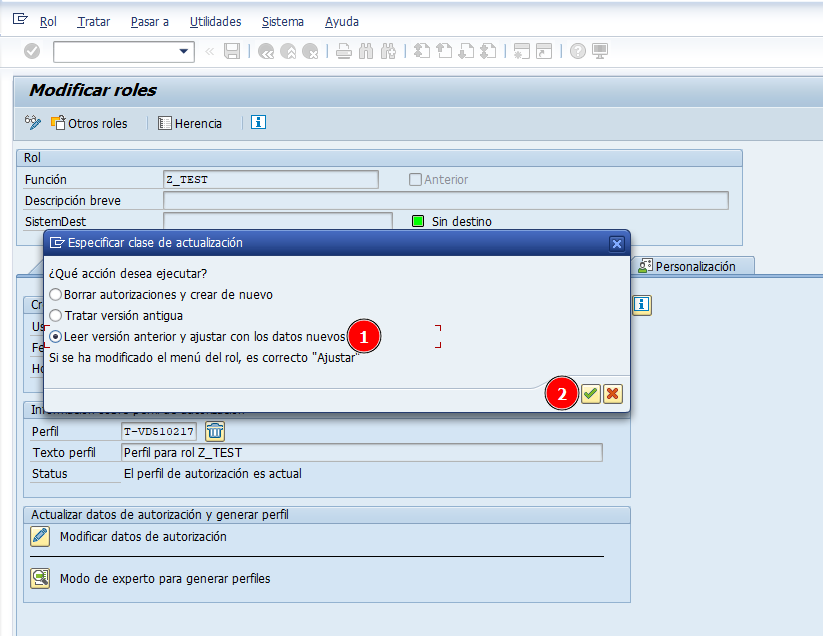 Rol Tratar Pasar a Utilidades Sistema Ayuda
Modificar roles
Otros roles Herencia
Rol
Función Z_TEST Anterior
Descripción breve
SistemDest Sin destino
Especificar clase de actualización
Personalización
¿Qué acción desea ejecutar?
Borrar autorizaciones y crear de nuevo
Tratar versión antigua
Leer versión anterior y ajustar con los datos nuevos 1
Si se ha modificado el menú del rol, es correcto "Ajustar"
2
Perfil T-VD510217
Texto perfil Perfil para rol Z_TEST
Status El perfil de autorización es actual
Actualizar datos de autorización y generar perfil
Modificar datos de autorización
Modo de experto para generar perfiles